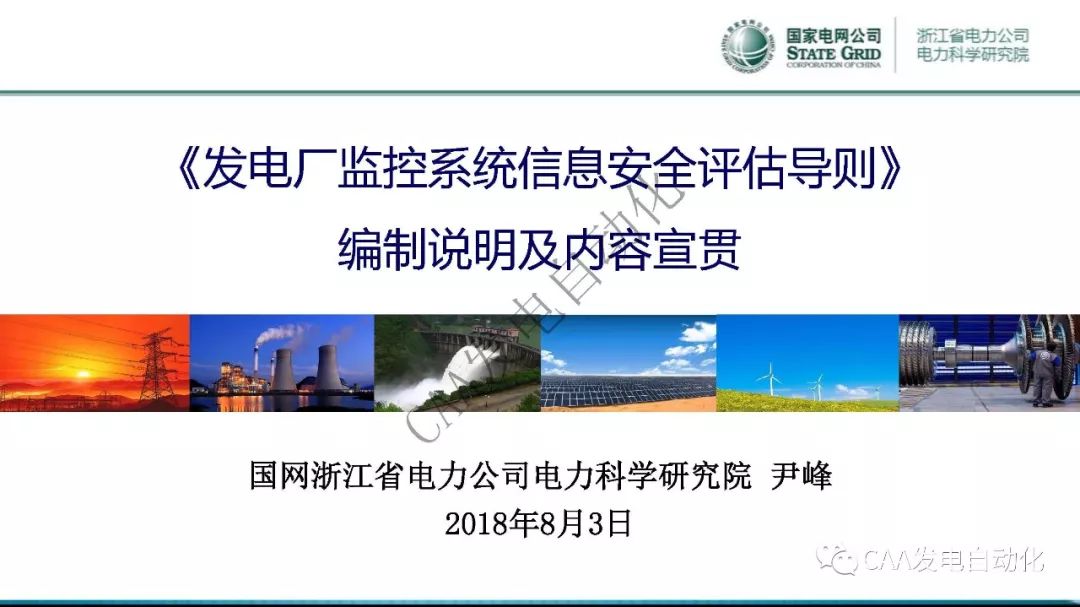 国家电网公司
STATE GRID
CORPORATION OF CHINA
浙江省电力公司
电力科学研究院
《发电厂监控系统信息安全评估导则》
编制说明及内容宣贯
CAA发电自动化
国网浙江省电力公司电力科学研究院 尹峰
2018年8月3日
CAA发电自动化